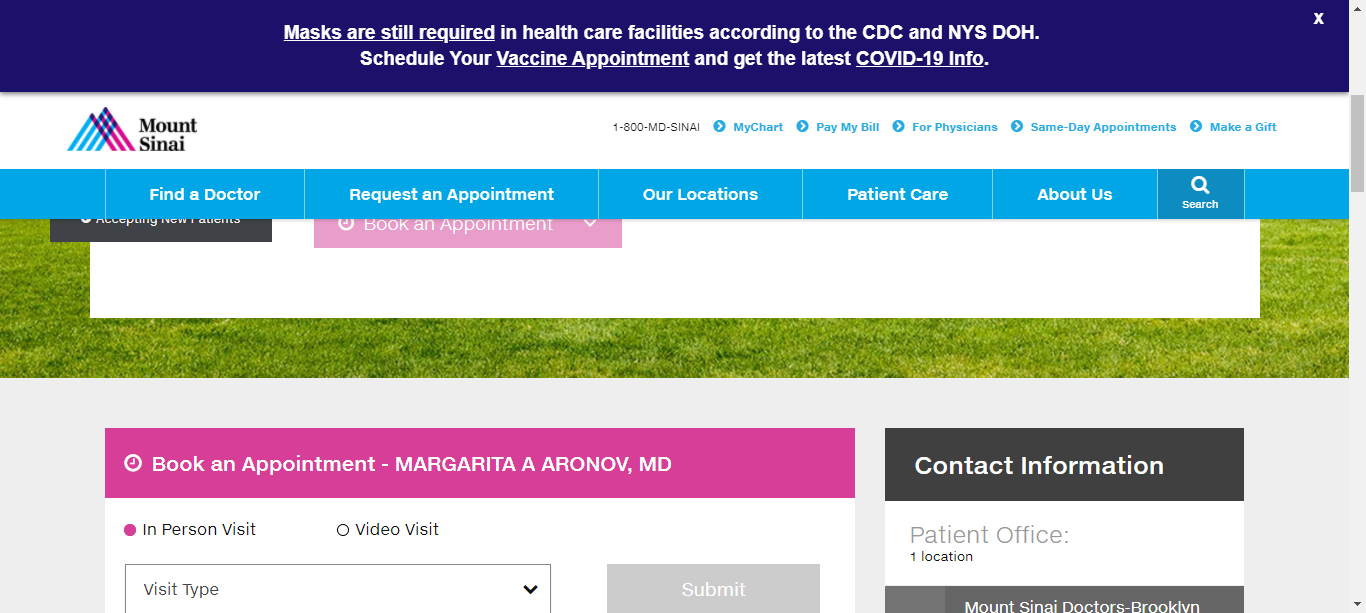 Masks are still required in health care facilities according to the CDC and NYS DOH.
Schedule Your Vaccine Appointment and get the latest COVID-19 Info.
x
Mount
Sinai
1-800-MD-SINAI MyChart Pay My Bill For Physicians Same-Day Appointments Make a Gift
Find a Doctor Request an Appointment Our Locations Patient Care About Us Search
Accepting New Patients
Book an Appointment
Book an Appointment - MARGARITA A ARONOV, MD
In Person Visit Video Visit
Visit Type Submit
Contact Information
Patient Office:
1 location
Mount Sinai Doctors-Brooklyn